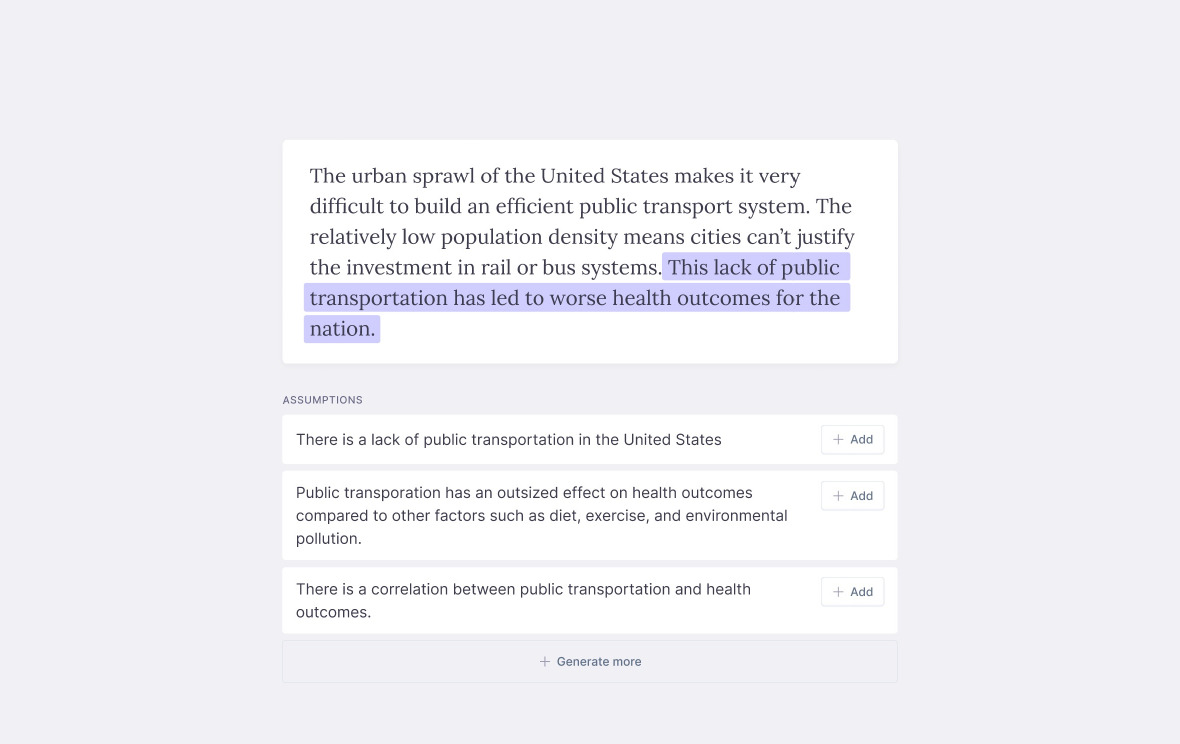 The urban sprawl of the United States makes it very
difficult to build an efficient public transport system. The
relatively low population density means cities can’t justify
the investment in rail or bus systems. This lack of public
transportation has led to worse health outcomes for the
nation.
ASSUMPTIONS
There is a lack of public transportation in the United States
+ Add
Public transporation has an outsized effect on health outcomes
compared to other factors such as diet, exercise, and environmental
pollution.
+ Add
There is a correlation between public transportation and health
outcomes.
+ Add
+ Generate more